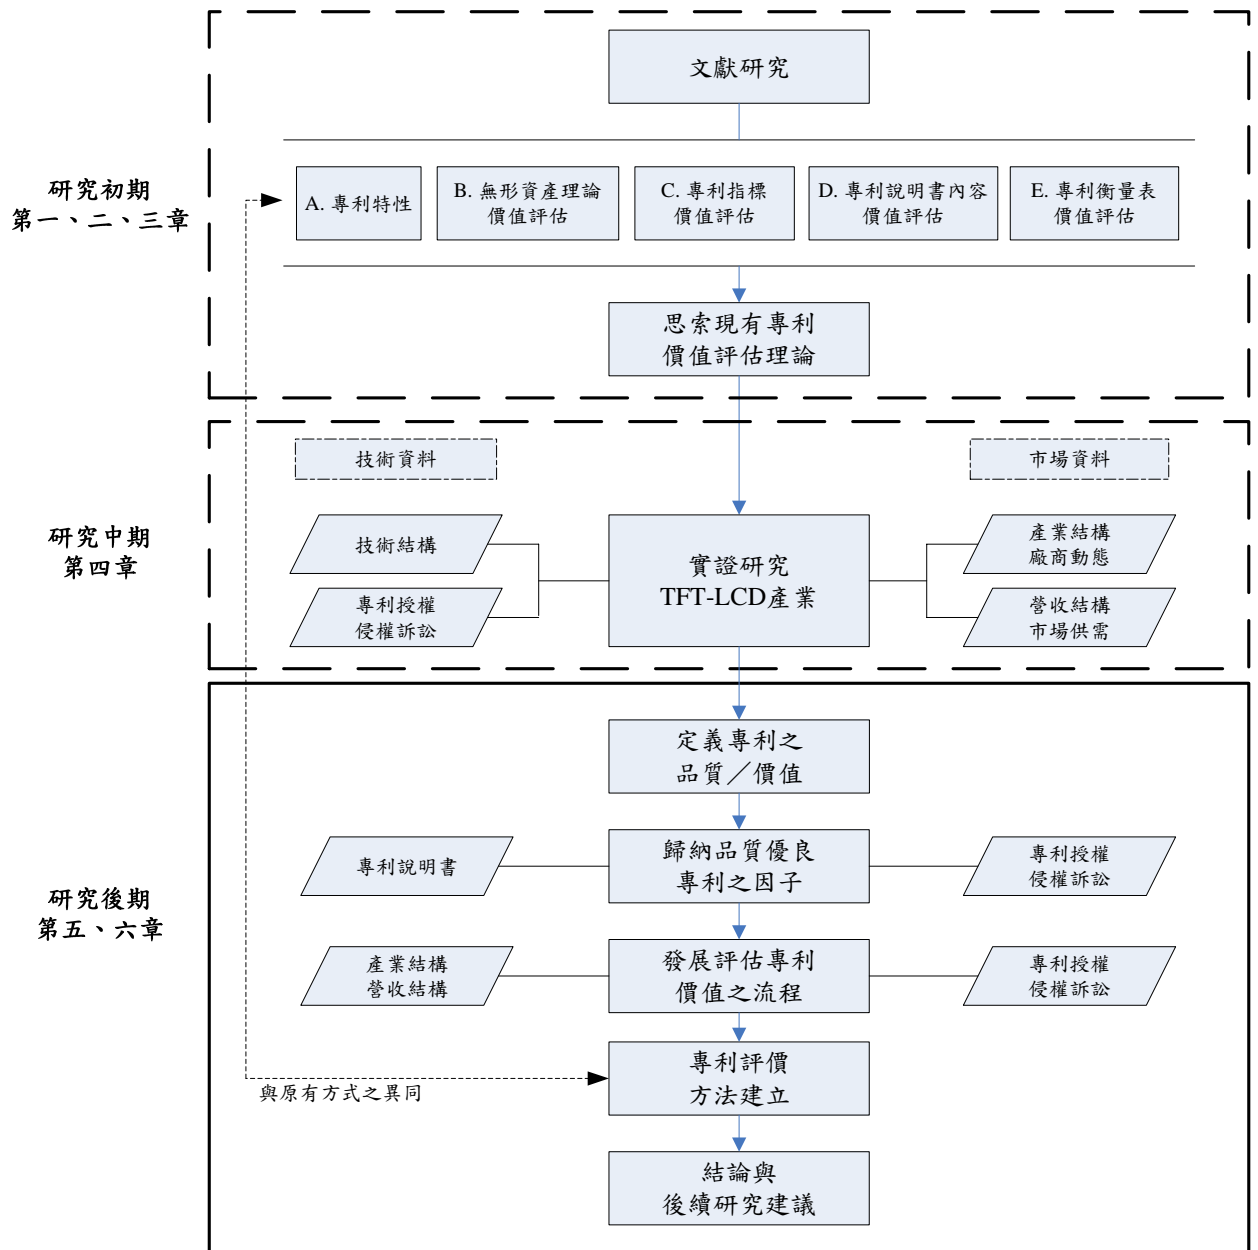 文獻研究
研究初期
第一、二、三章
A. 專利特性
B. 無形資產理論
價值評估
C. 專利指標
價值評估
D. 專利說明書內容
價值評估
E. 專利衡量表
價值評估
思索現有專利
價值評估理論
技術資料
市場資料
研究中期
第四章
技術結構
專利授權
侵權訴訟
實證研究
TFT-LCD產業
產業結構
廠商動態
營收結構
市場供需
定義專利之
品質／價值
研究後期
第五、六章
專利說明書
歸納品質優良
專利之因子
專利授權
侵權訴訟
產業結構
營收結構
發展評估專利
價值之流程
專利授權
侵權訴訟
專利評價
方法建立
與原有方式之異同
結論與
後續研究建議